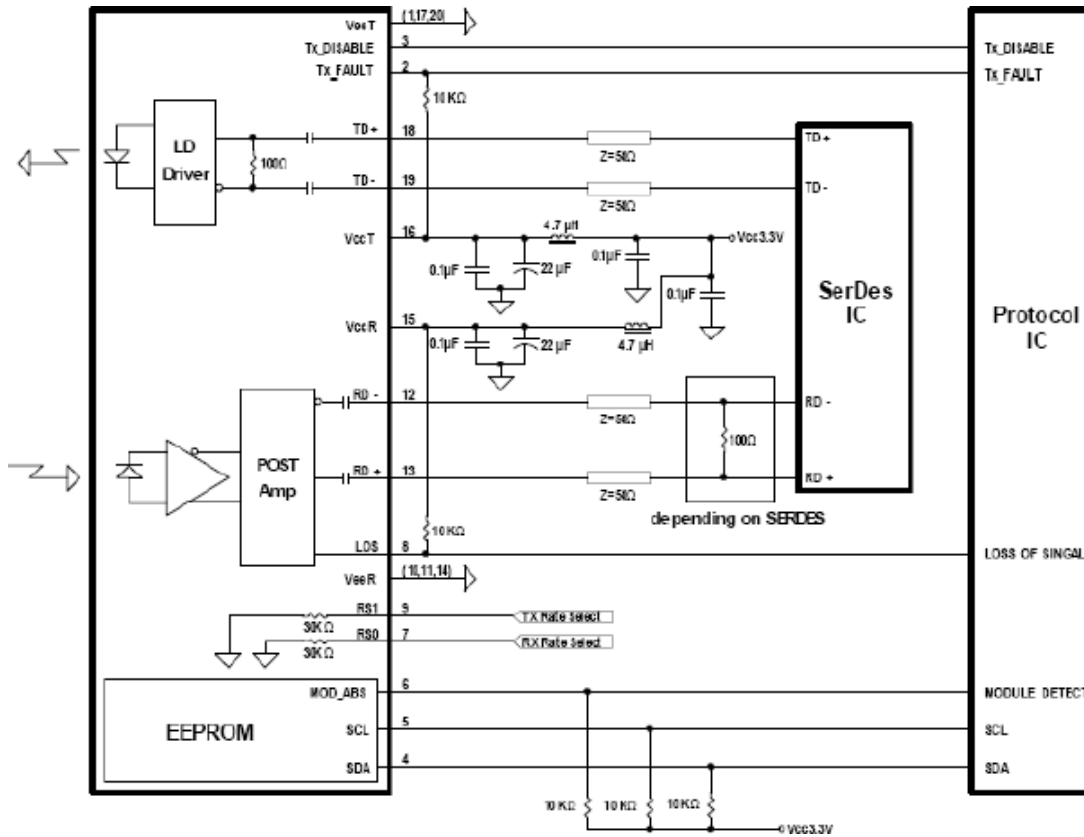 VeeT (1,17,20)
Tx_DISABLE 3 Tx_DISABLE
Tx_FAULT 2 Tx_FAULT
10 KΩ
LD Driver
100Ω
TD+ 18 Z=50Ω TD+
TD- 19 Z=50Ω TD-
VccT 16 4.7 µH Vcc3.3V
0.1µF 22 µF 0.1µF
0.1µF
SerDes IC
Protocol IC
VccR 15
0.1µF 22 µF 4.7 µH
RD - 12 Z=50Ω RD -
100Ω
POST Amp
RD + 13 Z=50Ω RD +
depending on SERDES
10 KΩ
LOS 8 LOSS OF SINGAL
VeeR (10,11,14)
RS1 9 TX Rate Select
30KΩ
RS0 7 RX Rate Select
30KΩ
EEPROM
MOD_ABS 6 MODULE DETECT
SCL 5 SCL
SDA 4 SDA
10 KΩ 10 KΩ 10 KΩ
Vcc3.3V